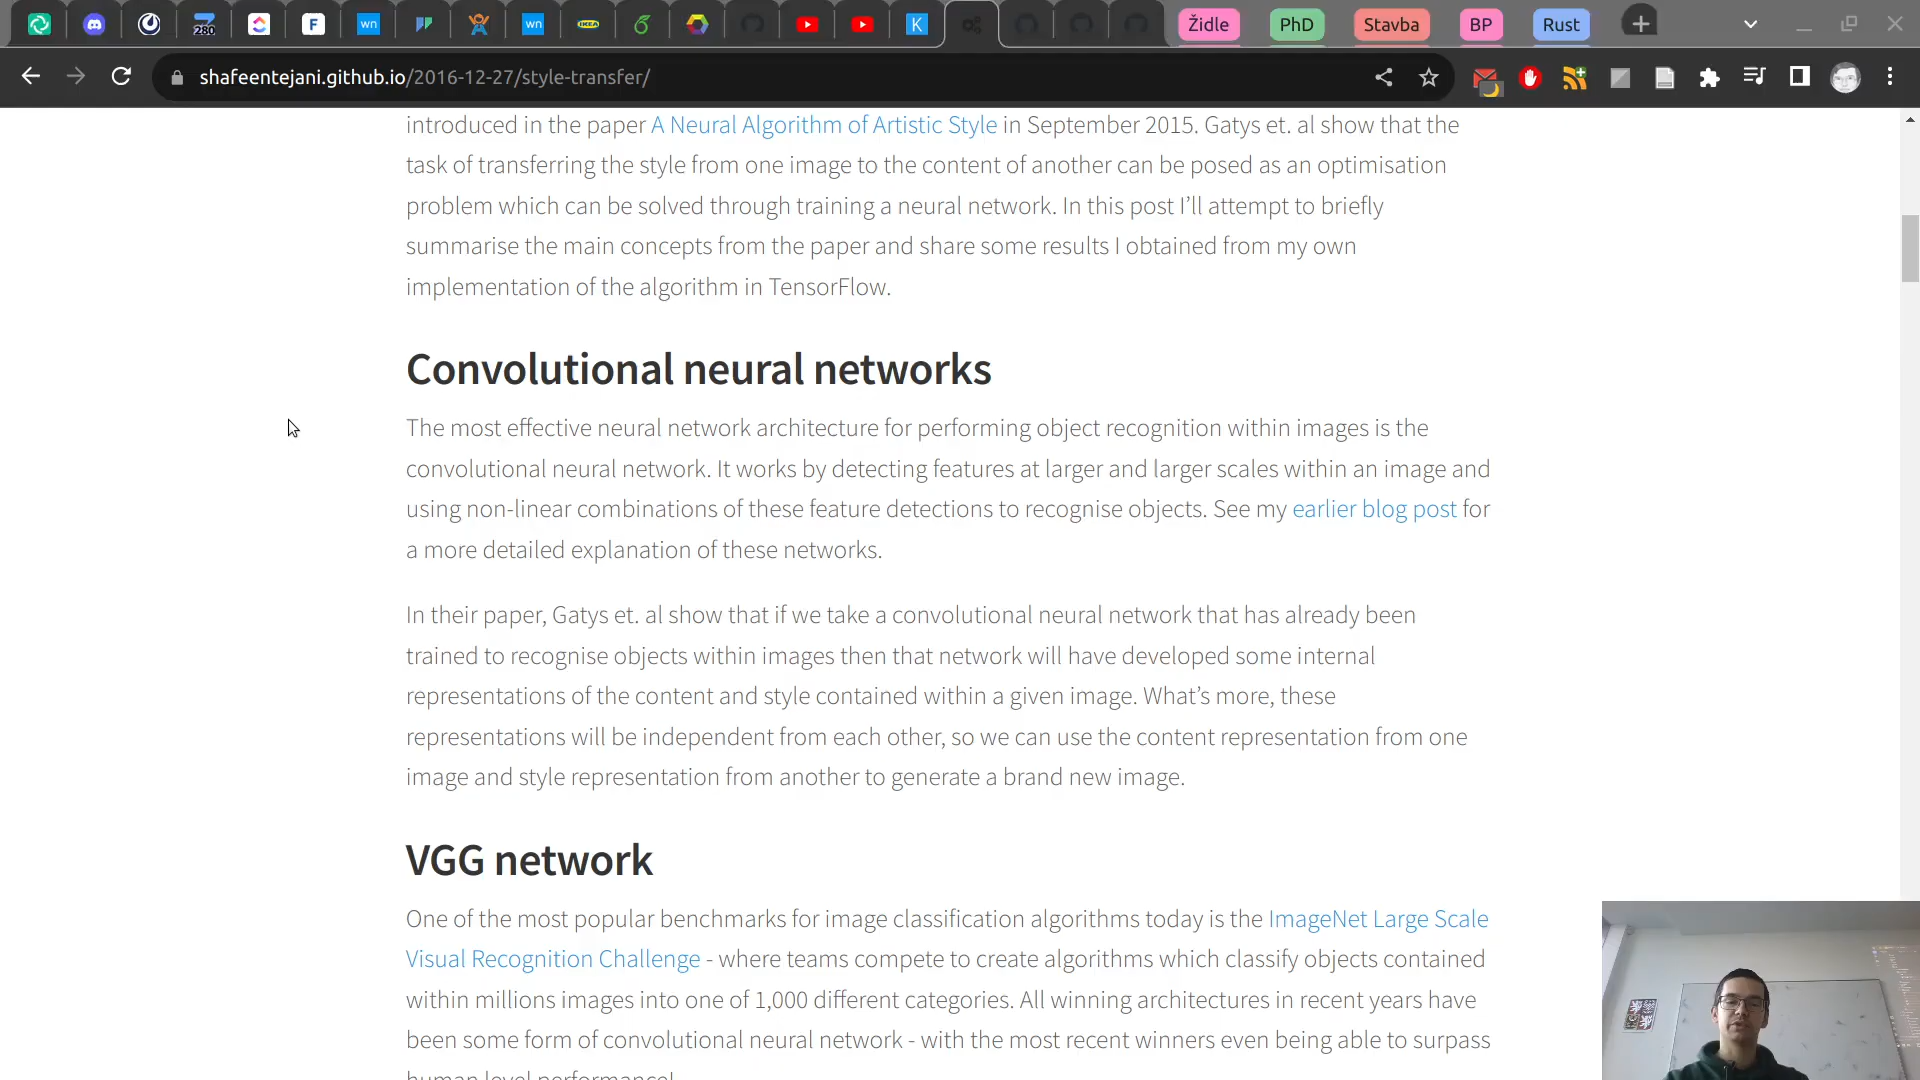 280
F
wn
wn
IKEA
K
Židle
PhD
Stavba
BP
Rust
shafeentejani.github.io/2016-12-27/style-transfer/
introduced in the paper A Neural Algorithm of Artistic Style in September 2015. Gatys et. al show that the
task of transferring the style from one image to the content of another can be posed as an optimisation
problem which can be solved through training a neural network. In this post I’ll attempt to briefly
summarise the main concepts from the paper and share some results I obtained from my own
implementation of the algorithm in TensorFlow.
Convolutional neural networks
The most effective neural network architecture for performing object recognition within images is the
convolutional neural network. It works by detecting features at larger and larger scales within an image and
using non-linear combinations of these feature detections to recognise objects. See my earlier blog post for
a more detailed explanation of these networks.
In their paper, Gatys et. al show that if we take a convolutional neural network that has already been
trained to recognise objects within images then that network will have developed some internal
representations of the content and style contained within a given image. What’s more, these
representations will be independent from each other, so we can use the content representation from one
image and style representation from another to generate a brand new image.
VGG network
One of the most popular benchmarks for image classification algorithms today is the ImageNet Large Scale
Visual Recognition Challenge - where teams compete to create algorithms which classify objects contained
within millions images into one of 1,000 different categories. All winning architectures in recent years have
been some form of convolutional neural network - with the most recent winners even being able to surpass
human level performance!